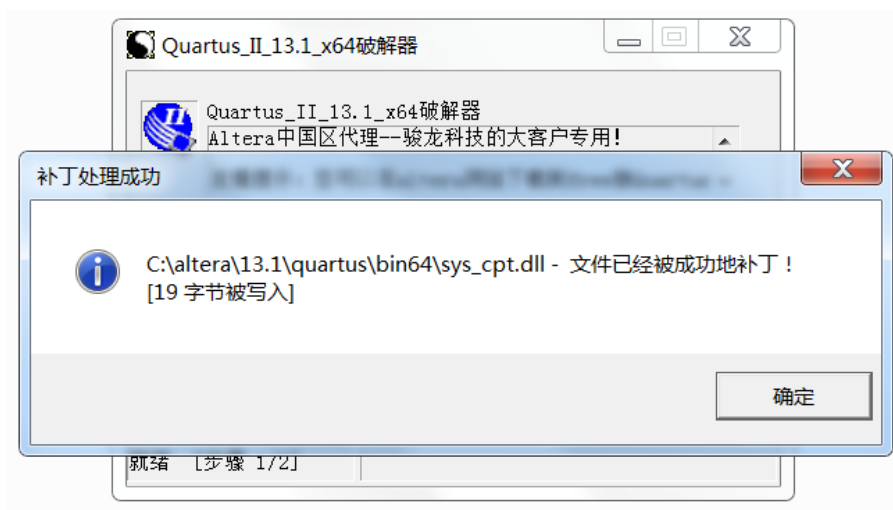 Quartus_II_13.1_x64破解器
Quartus_II_13.1_x64破解器
Altera中国区代理--骏龙科技的大客户专用!
补丁处理成功
C:\altera\13.1\quartus\bin64\sys_cpt.dll - 文件已经被成功地补丁！
[19 字节被写入]
确定
就绪 [步骤 1/2]